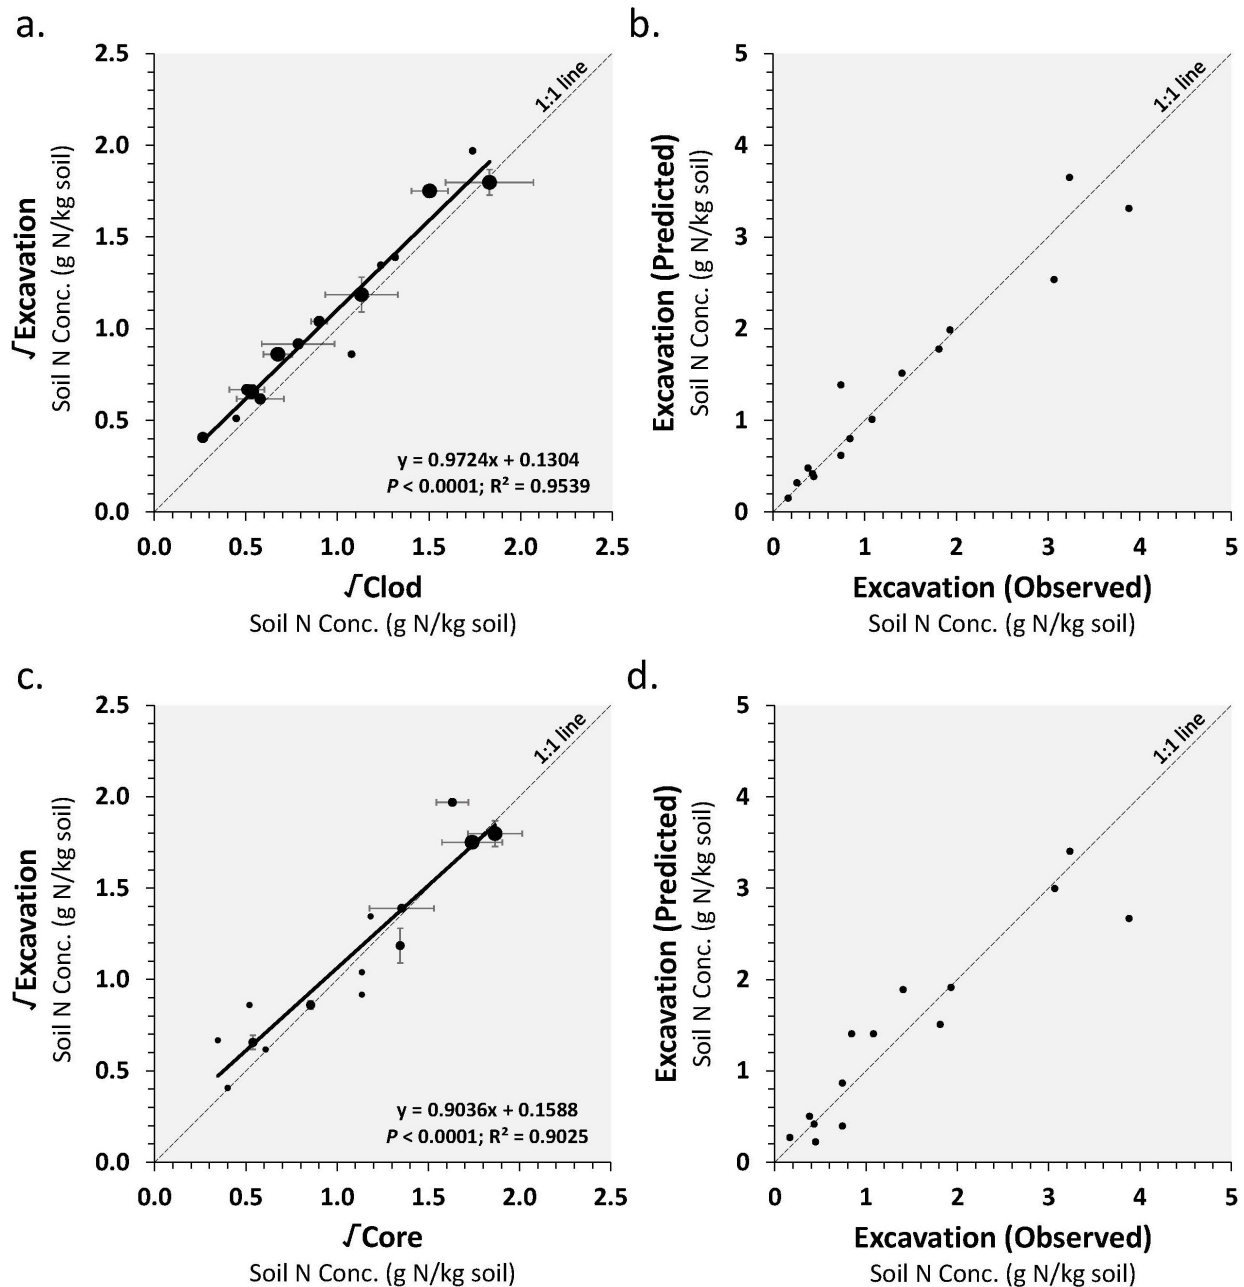 a.
2.5
2.0
1.5
1.0
0.5
0.0
√Excavation
Soil N Conc. (g N/kg soil)
1:1 line
y = 0.9724x + 0.1304
P < 0.0001; R² = 0.9539
0.0 0.5 1.0 1.5 2.0 2.5
√Clod
Soil N Conc. (g N/kg soil)
b.
5
4
3
2
1
0
Excavation (Predicted)
Soil N Conc. (g N/kg soil)
1:1 line
0 1 2 3 4 5
Excavation (Observed)
Soil N Conc. (g N/kg soil)
c.
2.5
2.0
1.5
1.0
0.5
0.0
√Excavation
Soil N Conc. (g N/kg soil)
1:1 line
y = 0.9036x + 0.1588
P < 0.0001; R² = 0.9025
0.0 0.5 1.0 1.5 2.0 2.5
√Core
Soil N Conc. (g N/kg soil)
d.
5
4
3
2
1
0
Excavation (Predicted)
Soil N Conc. (g N/kg soil)
1:1 line
0 1 2 3 4 5
Excavation (Observed)
Soil N Conc. (g N/kg soil)